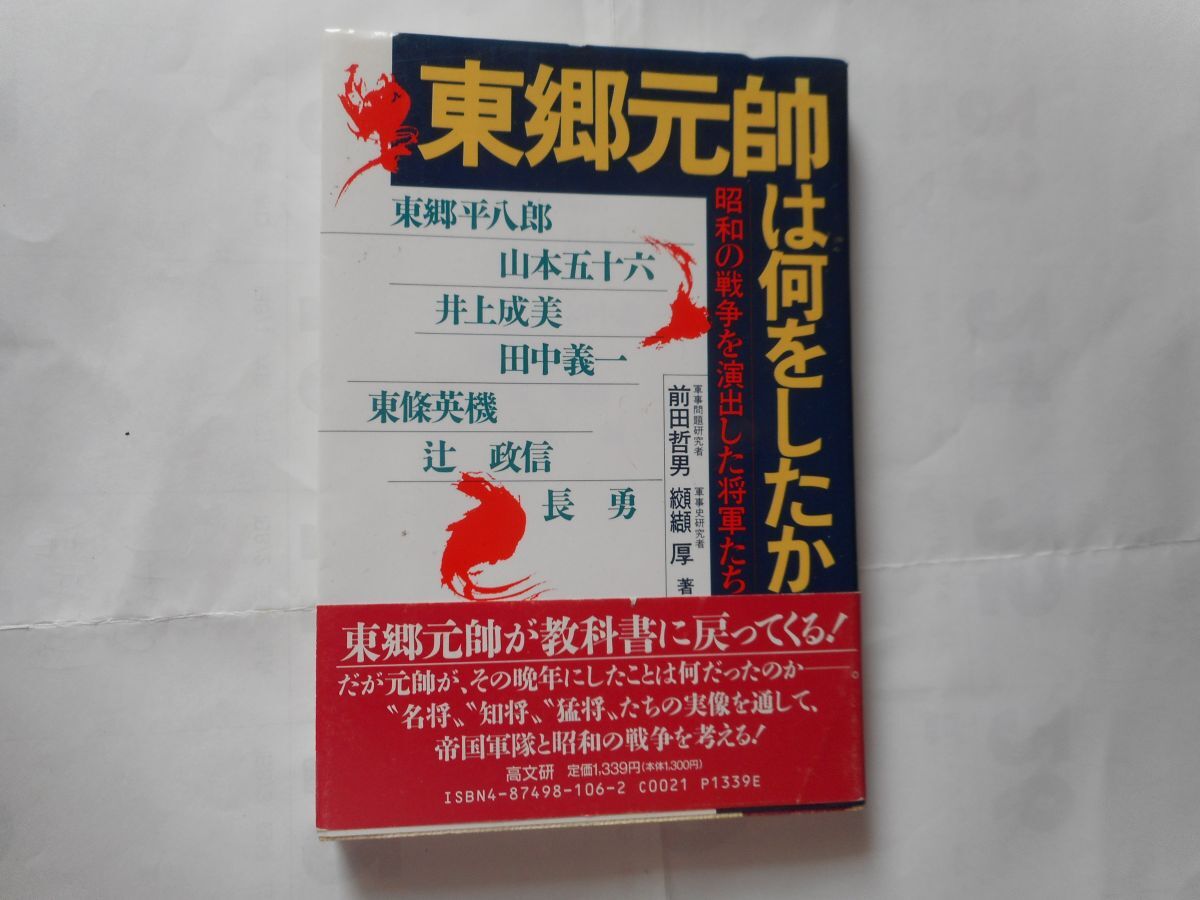 東郷元帥
は何をしたか
昭和の戦争を演出した将軍たち
東郷平八郎
山本五十六
井上成美
田中義一
東條英機
辻 政信
長 勇
軍事問題研究者
前田哲男
軍事史研究者
纐纈 厚
著
東郷元帥が教科書に戻ってくる!
だが元帥が、その晩年にしたことは何だったのか――。
〝名将〟〝知将〟〝猛将〟たちの実像を通して、
帝国軍隊と昭和の戦争を考える!
高文研 定価1,339円(本体1,300円)
ISBN4-87498-106-2 C0021 P1339E